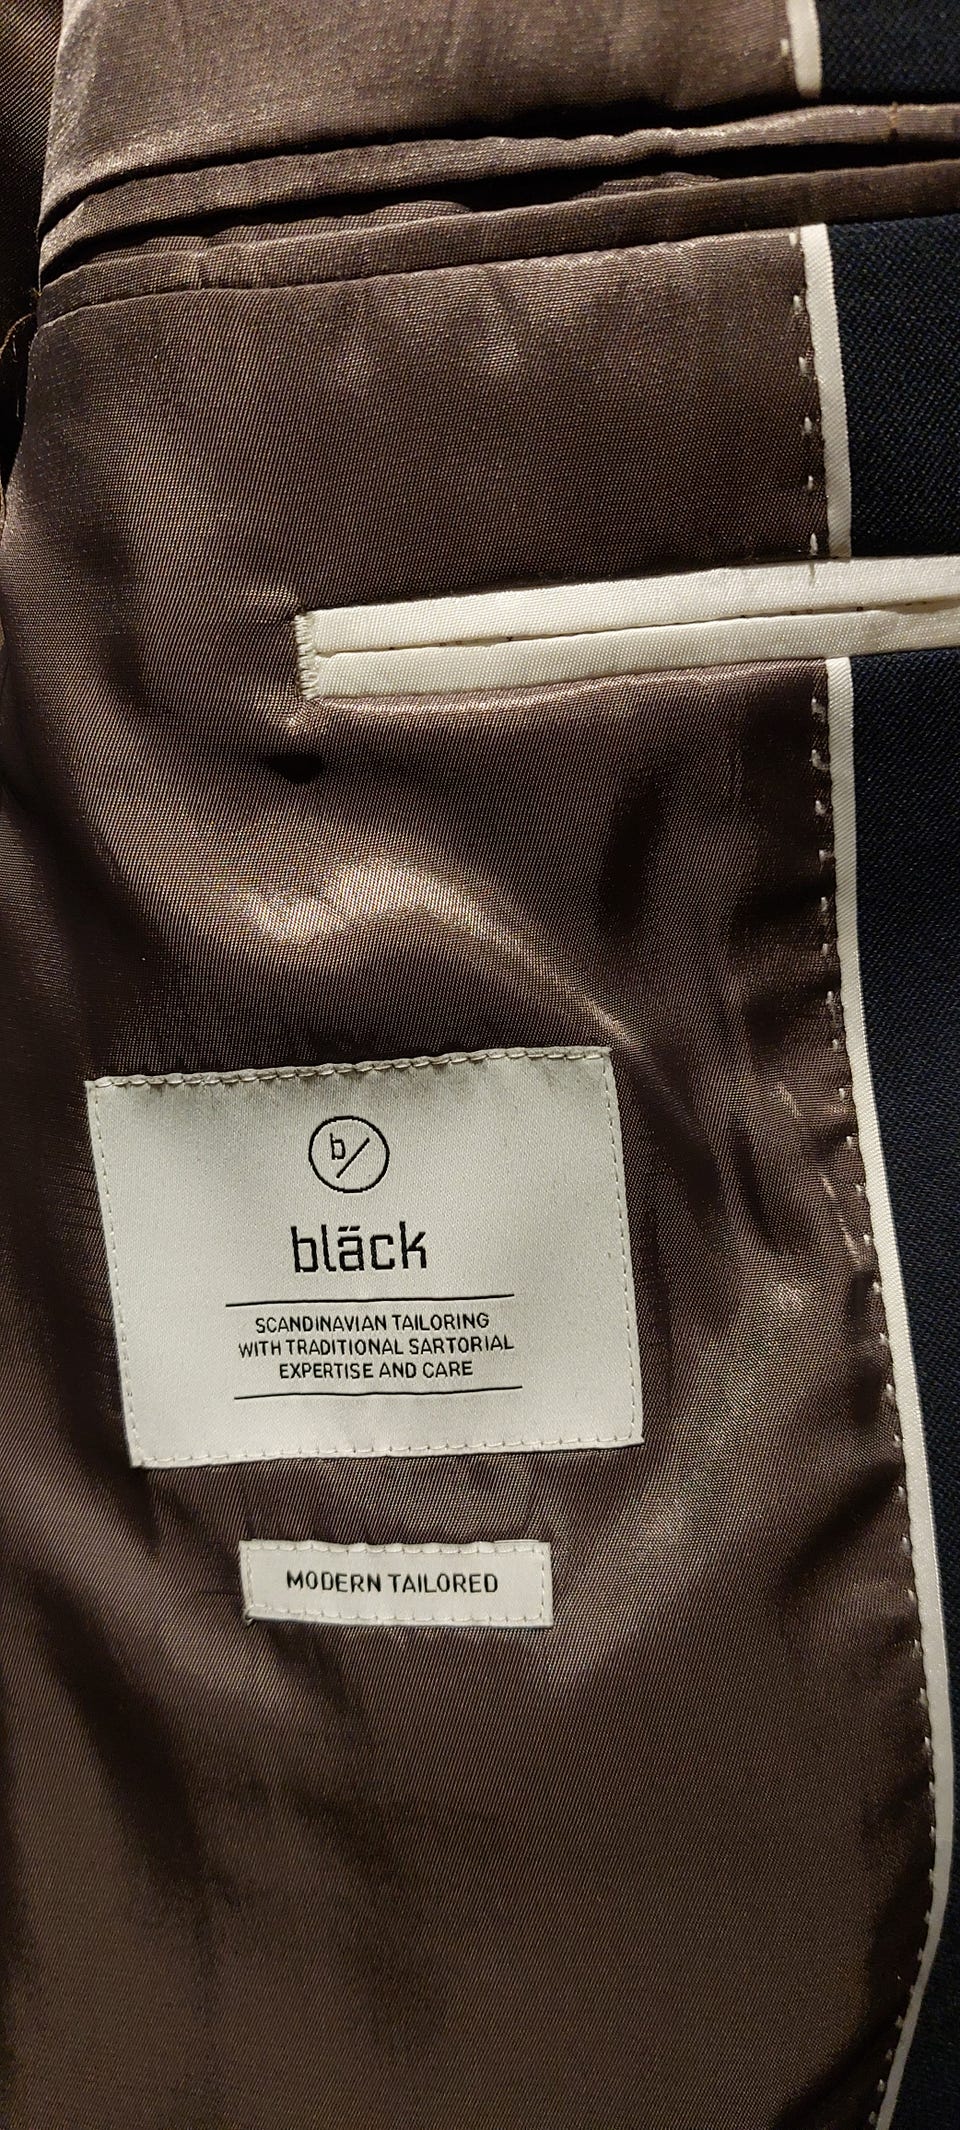 b/
bläck
SCANDINAVIAN TAILORING
WITH TRADITIONAL SARTORIAL
EXPERTISE AND CARE
MODERN TAILORED